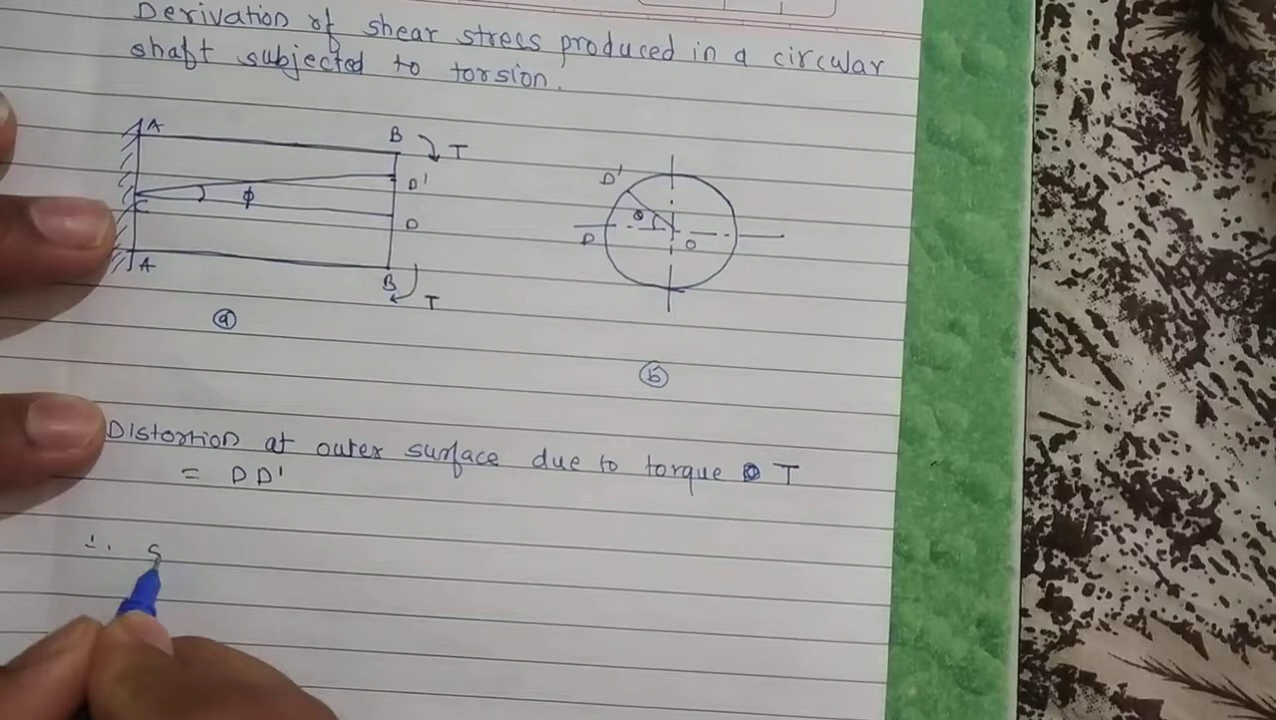 Derivation of shear stress produced in a circular
shaft subjected to torsion.
A
B
T
D'
φ
C
D
A
B
T
D'
θ
D
O
ⓐ
ⓑ
Distortion at outer surface due to torque T
= DD'
∴ S